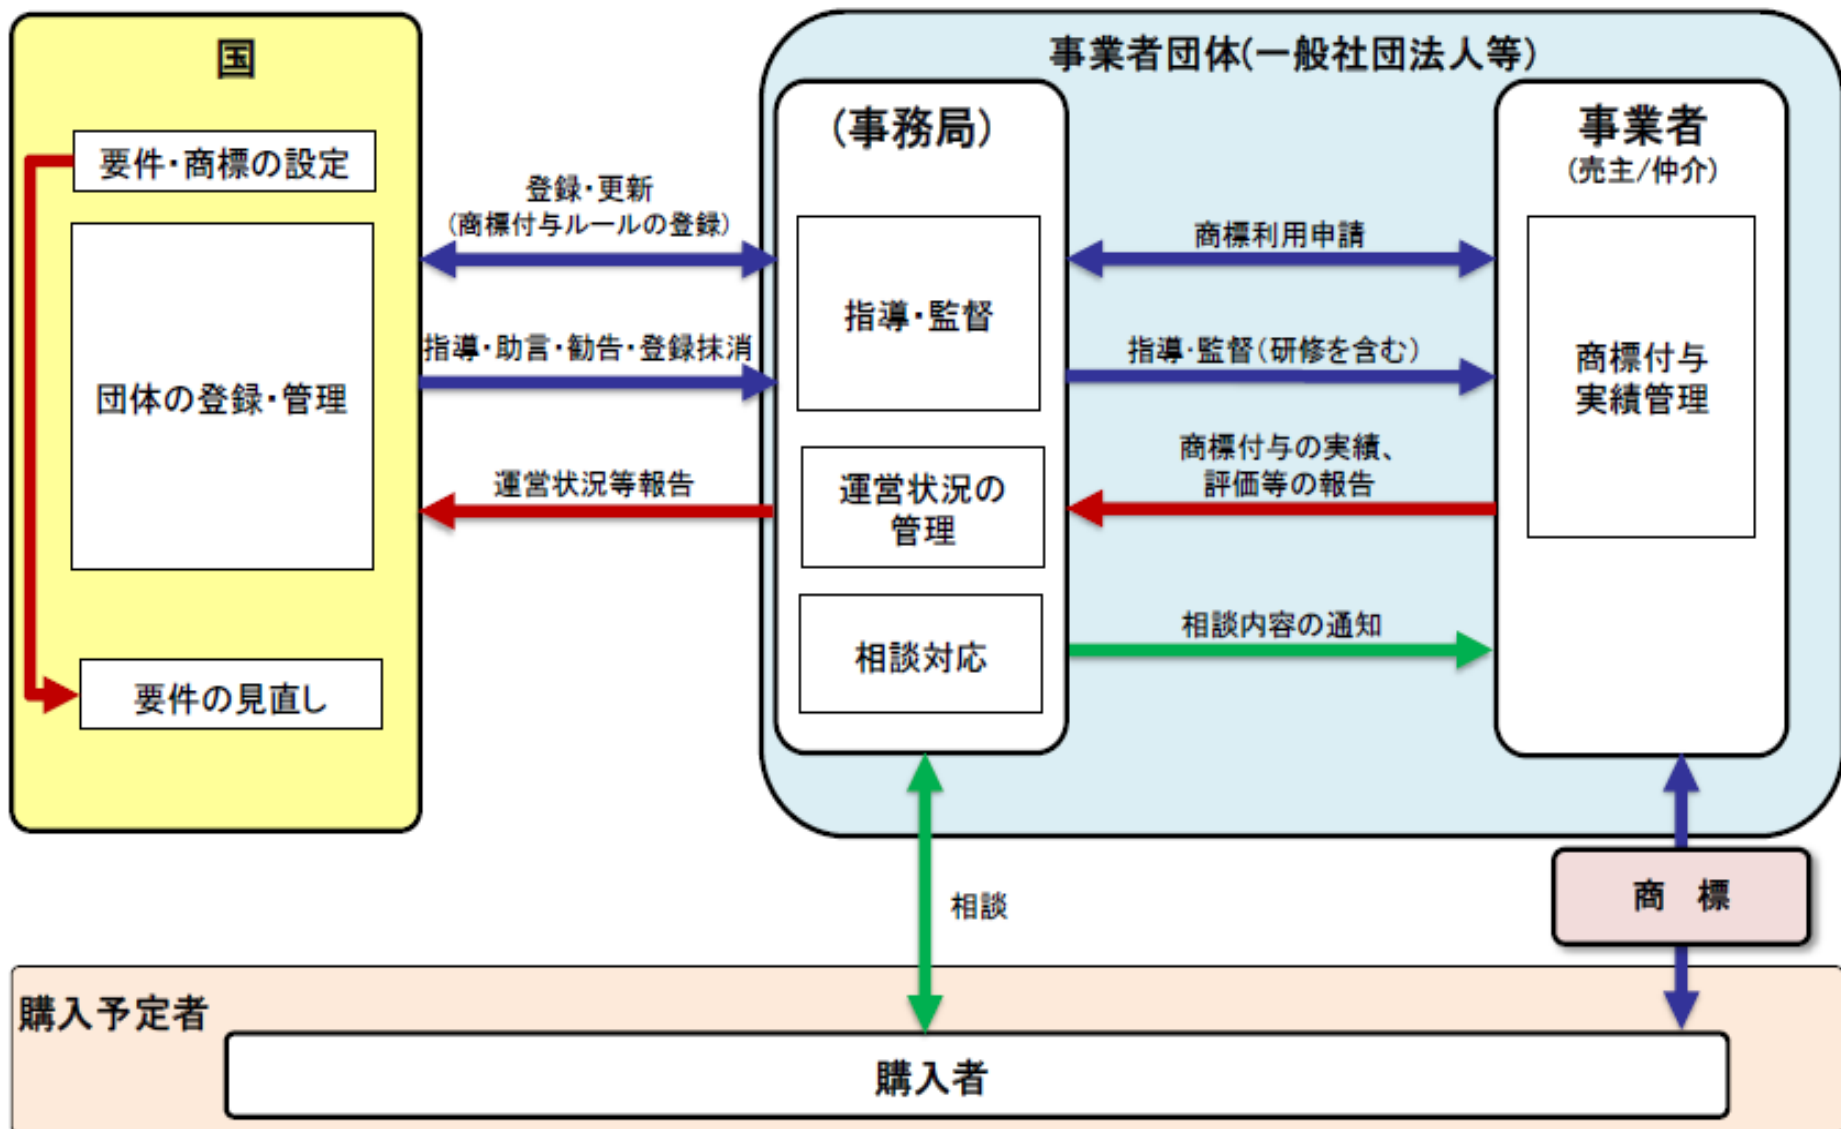 国
要件・商標の設定
団体の登録・管理
要件の見直し
登録・更新
(商標付与ルールの登録)
指導・助言・勧告・登録抹消
運営状況等報告
事業者団体(一般社団法人等)
(事務局)
指導・監督
運営状況の
管理
相談対応
商標利用申請
指導・監督(研修を含む)
商標付与の実績、
評価等の報告
相談内容の通知
事業者
(売主/仲介)
商標付与
実績管理
相談
商　標
購入予定者
購入者